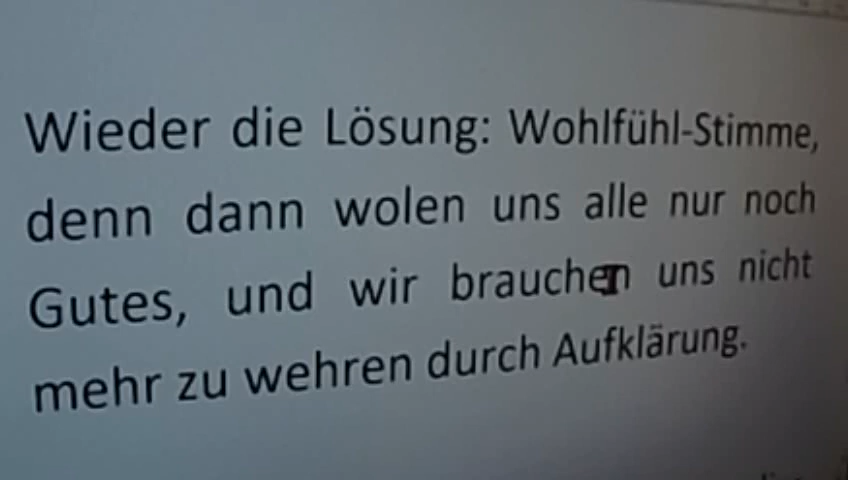 Wieder die Lösung: Wohlfühl-Stimme,
denn dann wolen uns alle nur noch
Gutes, und wir brauchen uns nicht
mehr zu wehren durch Aufklärung.